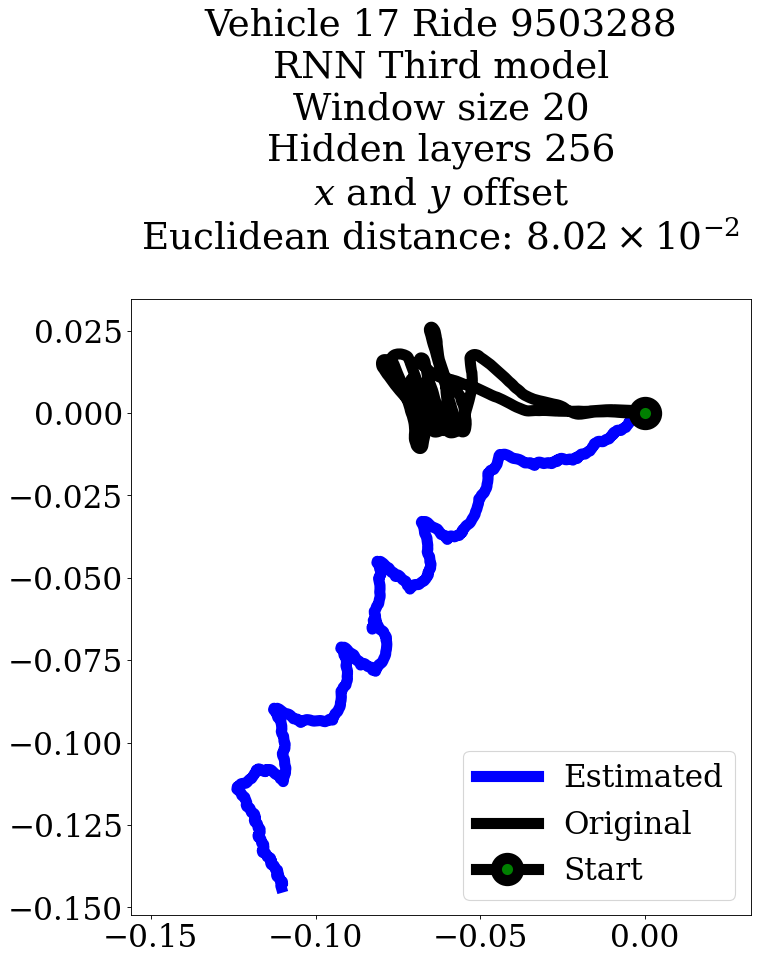 Vehicle 17 Ride 9503288
RNN Third model
Window size 20
Hidden layers 256
x and y offset
Euclidean distance: 8.02 × 10⁻²
0.025
0.000
−0.025
−0.050
−0.075
−0.100
−0.125
−0.150
Estimated
Original
Start
−0.15
−0.10
−0.05
0.00